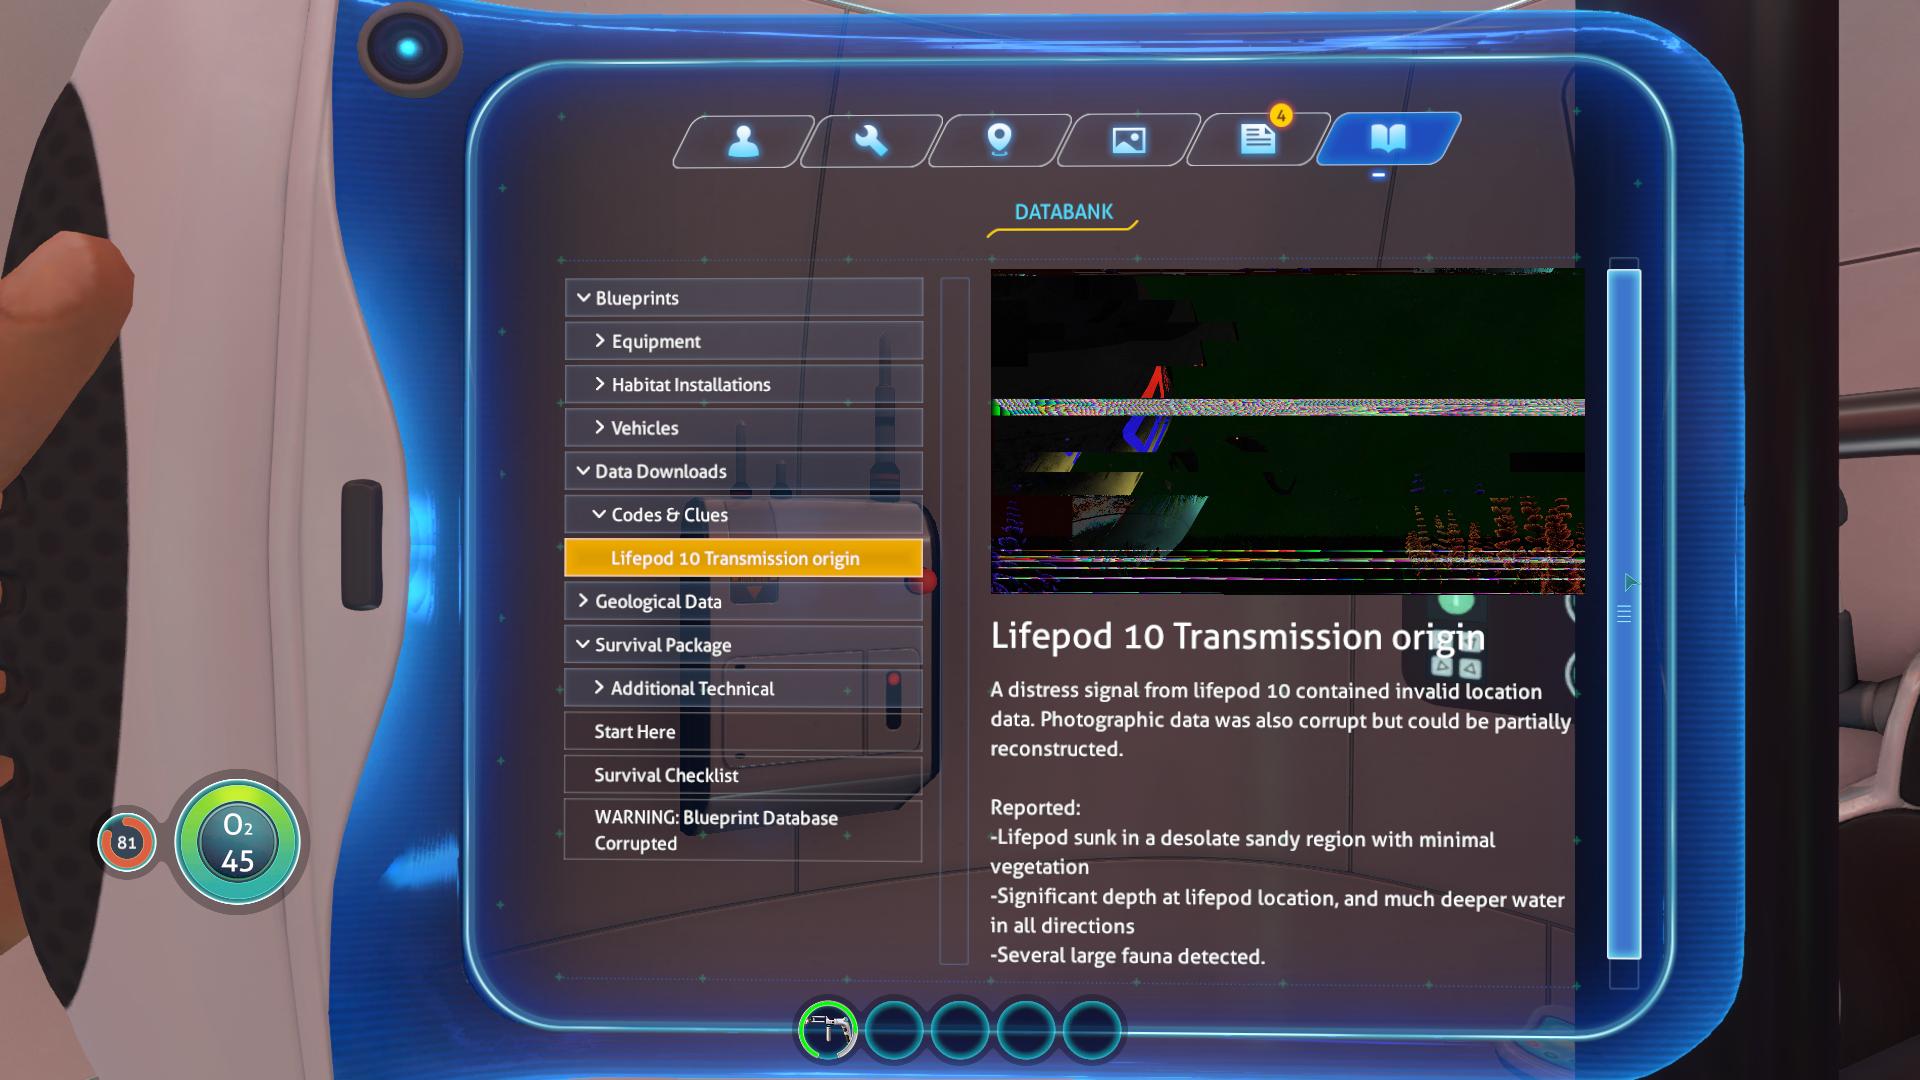 4
DATABANK
Blueprints
Equipment
Habitat Installations
Vehicles
Data Downloads
Codes & Clues
Lifepod 10 Transmission origin
Geological Data
Survival Package
Additional Technical
Start Here
Survival Checklist
WARNING: Blueprint Database
Corrupted
Lifepod 10 Transmission origin
A distress signal from lifepod 10 contained invalid location
data. Photographic data was also corrupt but could be partially
reconstructed.
Reported:
-Lifepod sunk in a desolate sandy region with minimal
vegetation
-Significant depth at lifepod location, and much deeper water
in all directions
-Several large fauna detected.
81
O₂
45